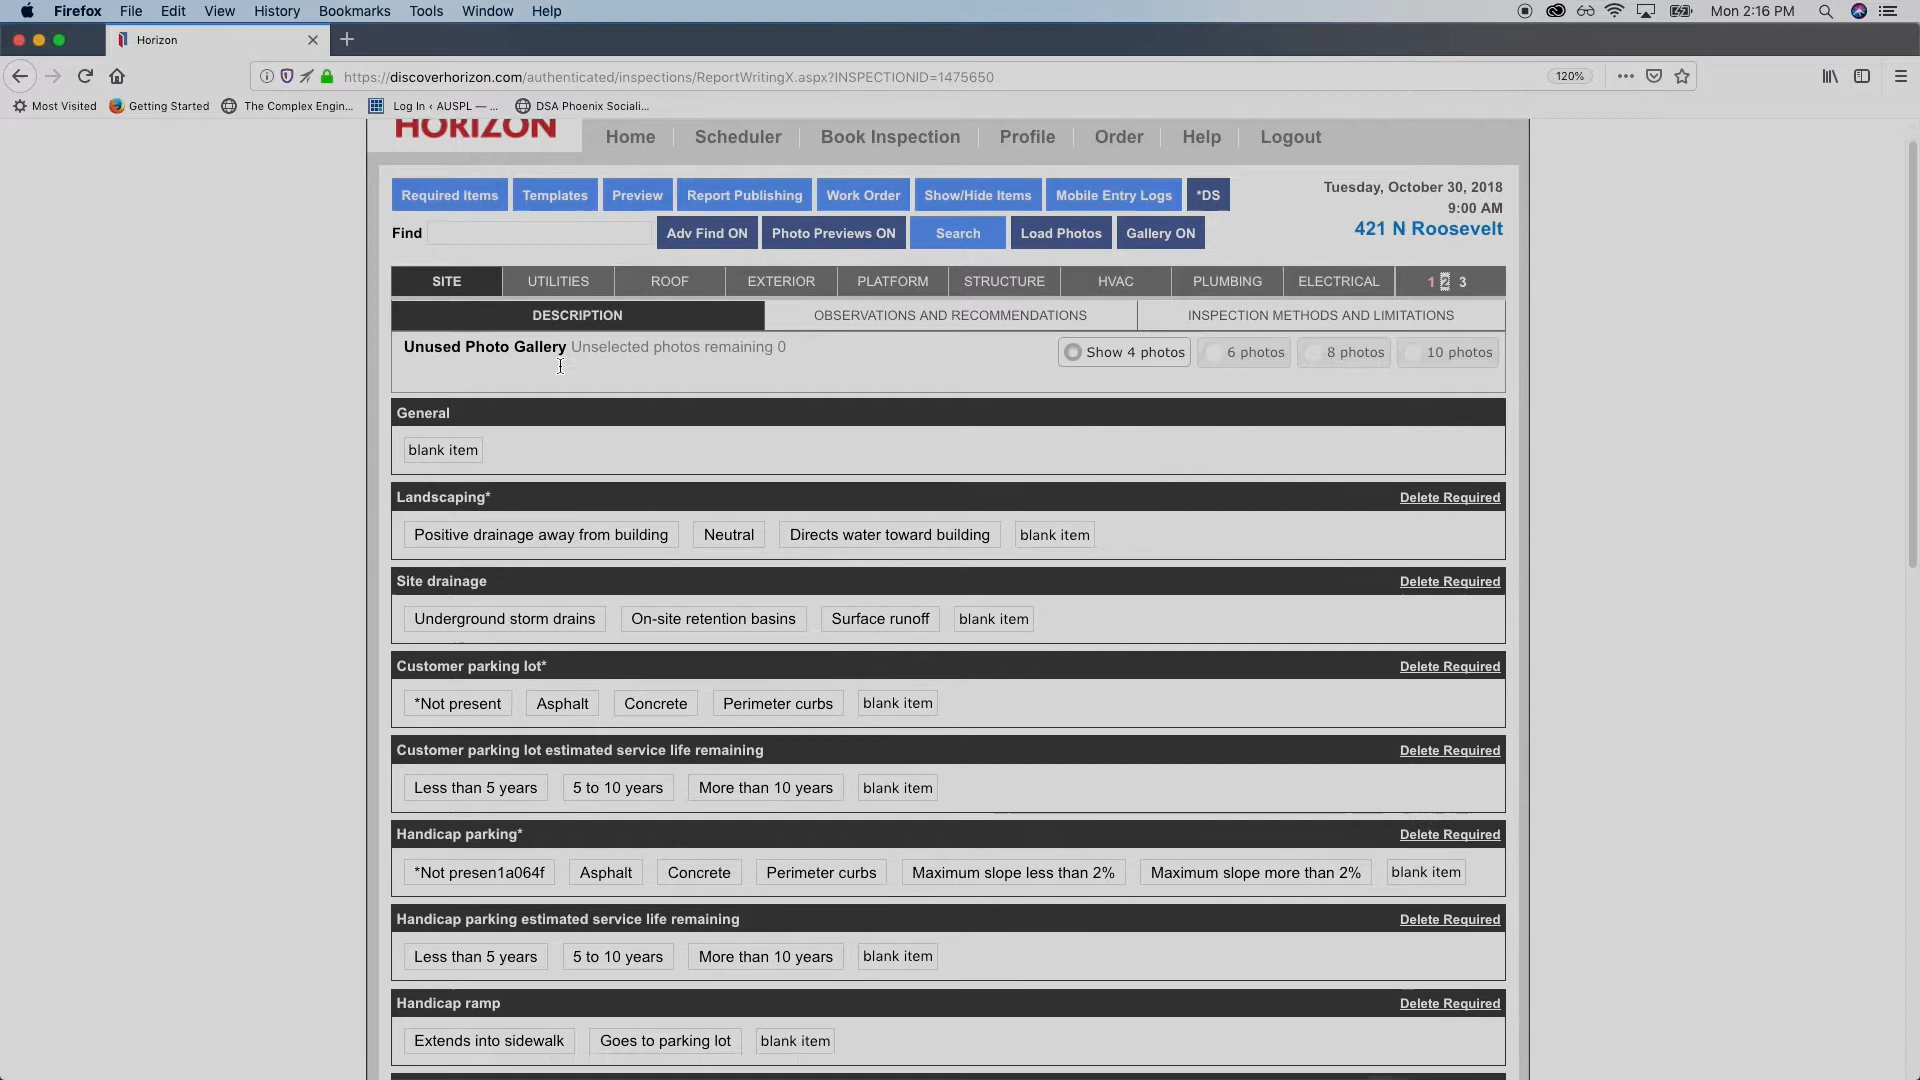 Firefox File Edit View History Bookmarks Tools Window Help Mon 2:16 PM
Horizon
https://discoverhorizon.com/authenticated/inspections/ReportWritingX.aspx?INSPECTIONID=1475650 120%
Most Visited Getting Started The Complex Engin... Log In ‹ AUSPL — ... DSA Phoenix Sociali...
HORIZON Home Scheduler Book Inspection Profile Order Help Logout
Required Items Templates Preview Report Publishing Work Order Show/Hide Items Mobile Entry Logs *DS Tuesday, October 30, 2018
9:00 AM
Find Adv Find ON Photo Previews ON Search Load Photos Gallery ON 421 N Roosevelt
SITE UTILITIES ROOF EXTERIOR PLATFORM STRUCTURE HVAC PLUMBING ELECTRICAL 1 2 3
DESCRIPTION OBSERVATIONS AND RECOMMENDATIONS INSPECTION METHODS AND LIMITATIONS
Unused Photo Gallery Unselected photos remaining 0 Show 4 photos 6 photos 8 photos 10 photos
General
blank item
Landscaping* Delete Required
Positive drainage away from building Neutral Directs water toward building blank item
Site drainage Delete Required
Underground storm drains On-site retention basins Surface runoff blank item
Customer parking lot* Delete Required
*Not present Asphalt Concrete Perimeter curbs blank item
Customer parking lot estimated service life remaining Delete Required
Less than 5 years 5 to 10 years More than 10 years blank item
Handicap parking* Delete Required
*Not presen1a064f Asphalt Concrete Perimeter curbs Maximum slope less than 2% Maximum slope more than 2% blank item
Handicap parking estimated service life remaining Delete Required
Less than 5 years 5 to 10 years More than 10 years blank item
Handicap ramp Delete Required
Extends into sidewalk Goes to parking lot blank item